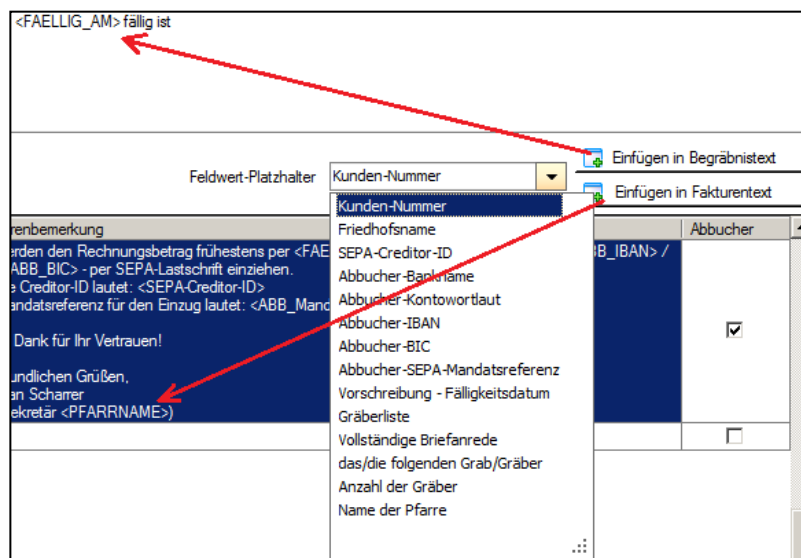 <FAELLIG_AM> fällig ist
Einfügen in Begräbnistext
Feldwert-Platzhalter Kunden-Nummer
Einfügen in Fakturentext
Kunden-Nummer
Friedhofsname
SEPA-Creditor-ID
Abbucher-Bankname
Abbucher-Kontowortlaut
Abbucher-IBAN
Abbucher-BIC
Abbucher-SEPA-Mandatsreferenz
Vorschreibung - Fälligkeitsdatum
Gräberliste
Vollständige Briefanrede
das/die folgenden Grab/Gräber
Anzahl der Gräber
Name der Pfarre
renbemerkung Abbucher
erden den Rechnungsbetrag frühestens per <FAE BB_IBAN> /
ABB_BIC> - per SEPA-Lastschrift einziehen.
e Creditor-ID lautet: <SEPA-Creditor-ID>
andatsreferenz für den Einzug lautet: <ABB_Mand
Dank für Ihr Vertrauen!
undlichen Grüßen,
an Scharrer
ekretär <PFARRNAME>)